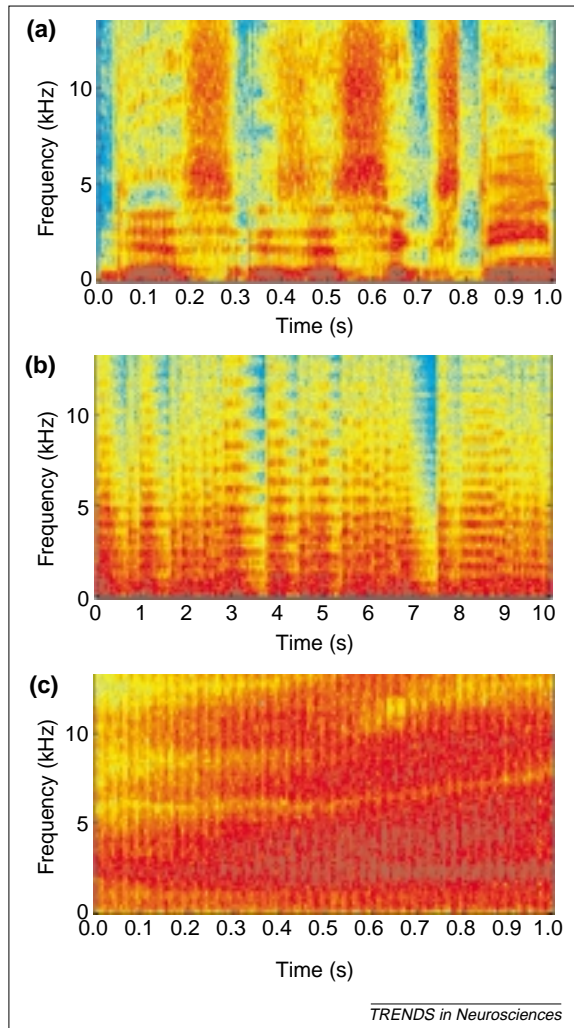 (a)
Frequency (kHz)
10
5
0
0.0 0.1 0.2 0.3 0.4 0.5 0.6 0.7 0.8 0.9 1.0
Time (s)
(b)
Frequency (kHz)
10
5
0
0 1 2 3 4 5 6 7 8 9 10
Time (s)
(c)
Frequency (kHz)
10
5
0
0.0 0.1 0.2 0.3 0.4 0.5 0.6 0.7 0.8 0.9 1.0
Time (s)
TRENDS in Neurosciences